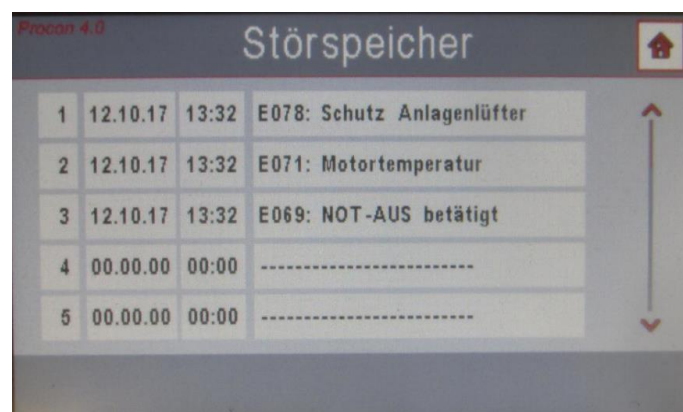 Procon 4.0
Störspeicher
1 12.10.17 13:32 E078: Schutz Anlagenlüfter
2 12.10.17 13:32 E071: Motortemperatur
3 12.10.17 13:32 E069: NOT-AUS betätigt
4 00.00.00 00:00 -------------------------
5 00.00.00 00:00 -------------------------